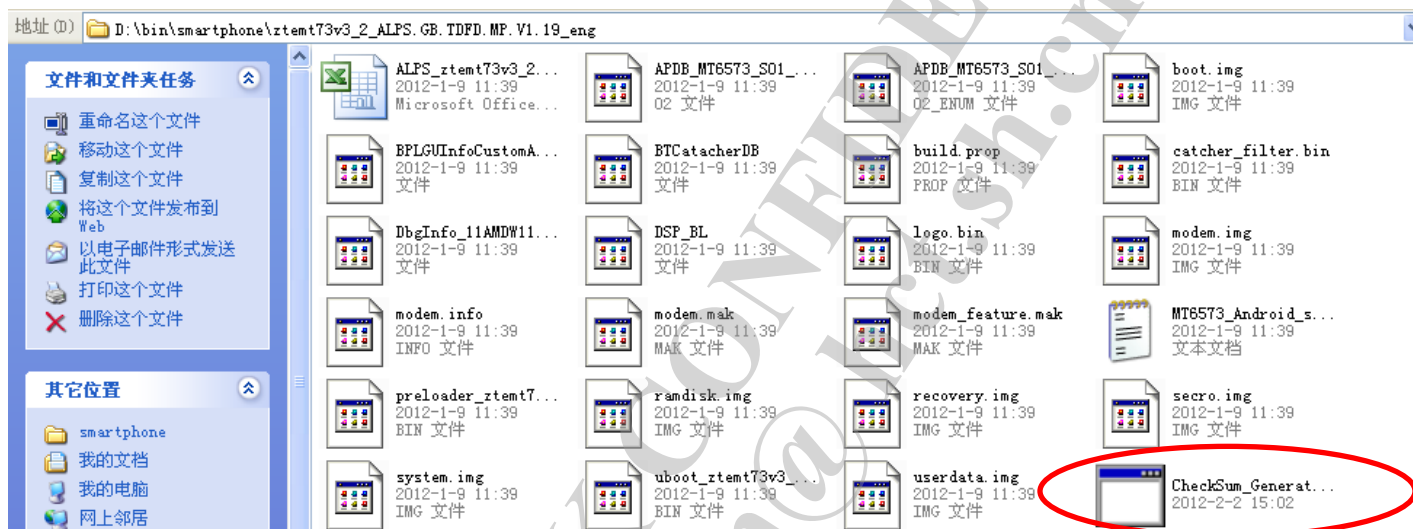 地址(D) D:\bin\smartphone\ztemt73v3_2_ALPS.GB.TDFD.MP.V1.19_eng
文件和文件夹任务
重命名这个文件
移动这个文件
复制这个文件
将这个文件发布到
Web
以电子邮件形式发送
此文件
打印这个文件
删除这个文件
其它位置
smartphone
我的文档
我的电脑
网上邻居
ALPS_ztemt73v3_2...
2012-1-9 11:39
Microsoft Office...
APDB_MT6573_S01_...
2012-1-9 11:39
02 文件
APDB_MT6573_S01_...
2012-1-9 11:39
02_ENUM 文件
boot.img
2012-1-9 11:39
IMG 文件
BPLGUInfoCustomA...
2012-1-9 11:39
文件
BTCatacherDB
2012-1-9 11:39
文件
build.prop
2012-1-9 11:39
PROP 文件
catcher_filter.bin
2012-1-9 11:39
BIN 文件
DbgInfo_11AMDW11...
2012-1-9 11:39
文件
DSP_BL
2012-1-9 11:39
文件
logo.bin
2012-1-9 11:39
BIN 文件
modem.img
2012-1-9 11:39
IMG 文件
modem.info
2012-1-9 11:39
INFO 文件
modem.mak
2012-1-9 11:39
MAK 文件
modem_feature.mak
2012-1-9 11:39
MAK 文件
MT6573_Android_s...
2012-1-9 11:39
文本文档
preloader_ztemt7...
2012-1-9 11:39
BIN 文件
ramdisk.img
2012-1-9 11:39
IMG 文件
recovery.img
2012-1-9 11:39
IMG 文件
secro.img
2012-1-9 11:39
IMG 文件
system.img
2012-1-9 11:39
IMG 文件
uboot_ztemt73v3_...
2012-1-9 11:39
BIN 文件
userdata.img
2012-1-9 11:39
IMG 文件
CheckSum_Generat...
2012-2-2 15:02